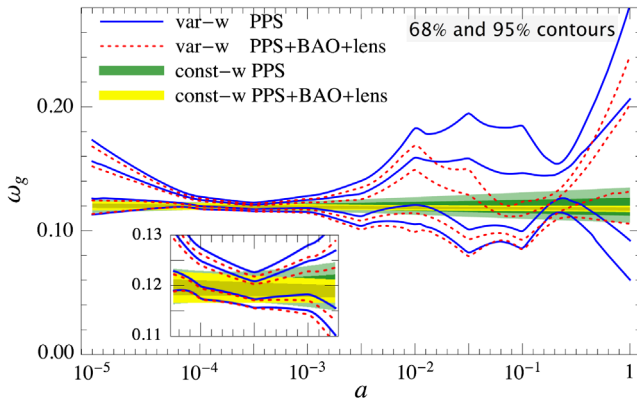 var−w PPS
68% and 95% contours
var−w PPS+BAO+lens
const−w PPS
const−w PPS+BAO+lens
0.20
ω_g
0.10
0.13
0.12
0.11
0.00
10⁻⁵ 10⁻⁴ 10⁻³ 10⁻² 10⁻¹ 1
a